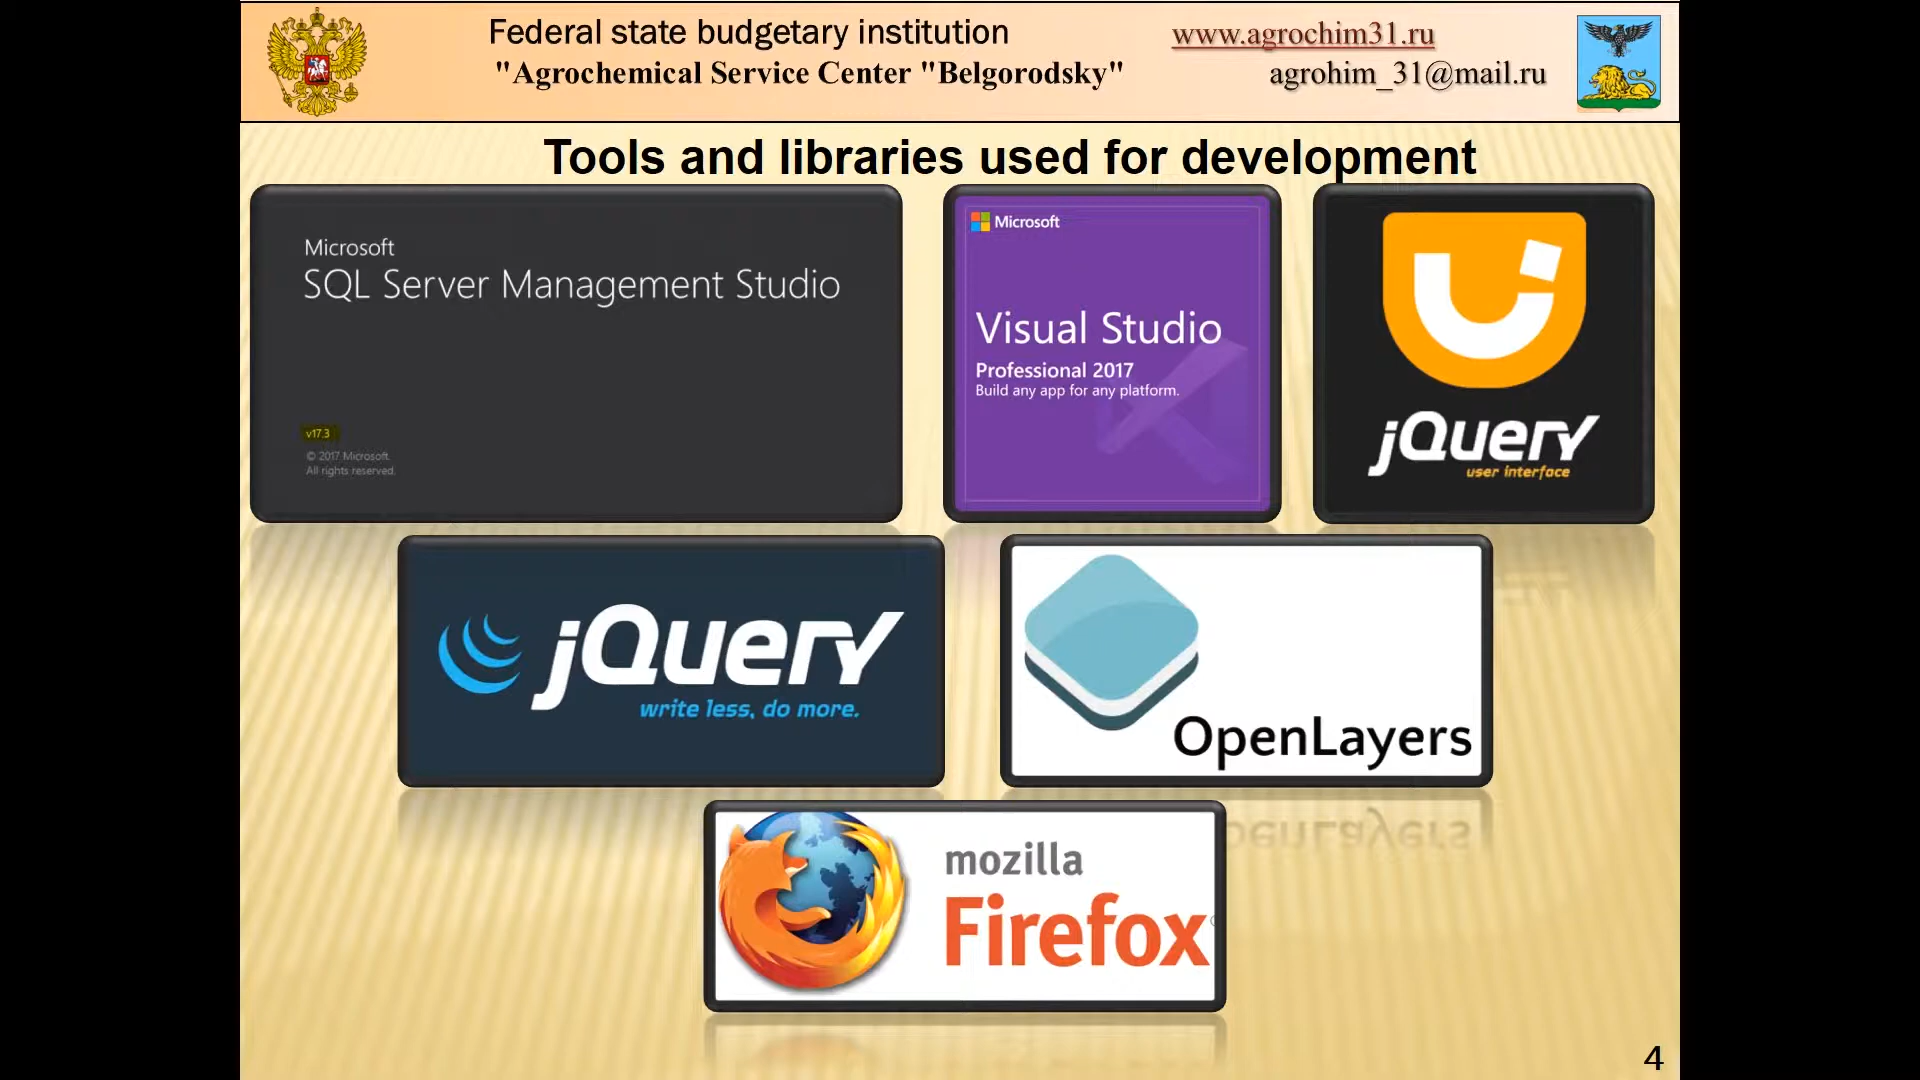 Federal state budgetary institution
"Agrochemical Service Center "Belgorodsky"
www.agrochim31.ru
agrohim_31@mail.ru
Tools and libraries used for development
Microsoft
SQL Server Management Studio
v17.3
© 2017 Microsoft.
All rights reserved.
Microsoft
Visual Studio
Professional 2017
Build any app for any platform.
jQuery
user interface
jQuery
write less, do more.
OpenLayers
mozilla
Firefox
4